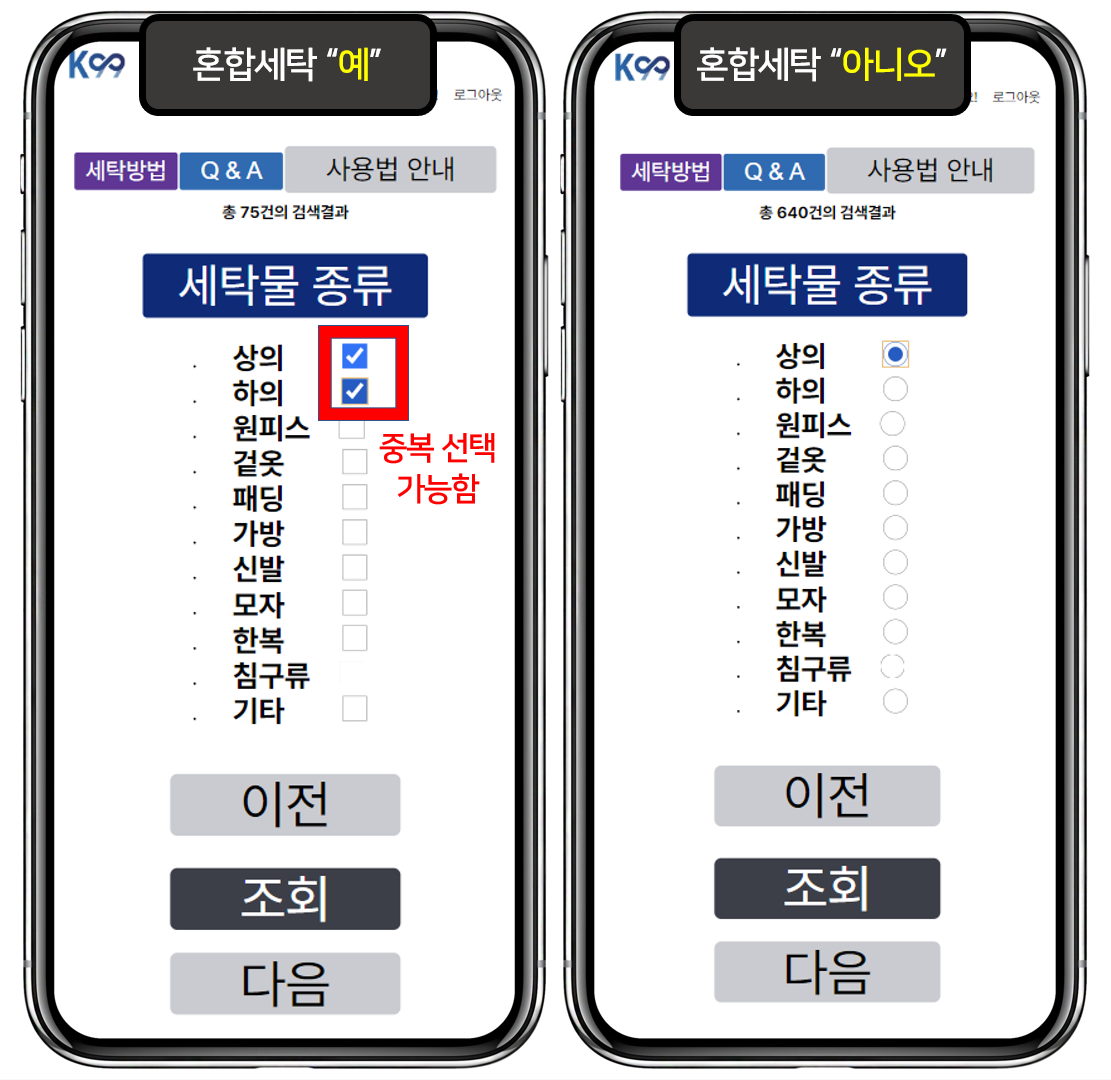 혼합세탁 “예”
K99
로그아웃
세탁방법 Q & A 사용법 안내
총 75건의 검색결과
세탁물 종류
. 상의
. 하의
. 원피스
. 겉옷
. 패딩
. 가방
. 신발
. 모자
. 한복
. 침구류
. 기타
중복 선택
가능함
이전
조회
다음
혼합세탁 “아니오”
K99
로그아웃
세탁방법 Q & A 사용법 안내
총 640건의 검색결과
세탁물 종류
. 상의
. 하의
. 원피스
. 겉옷
. 패딩
. 가방
. 신발
. 모자
. 한복
. 침구류
. 기타
이전
조회
다음